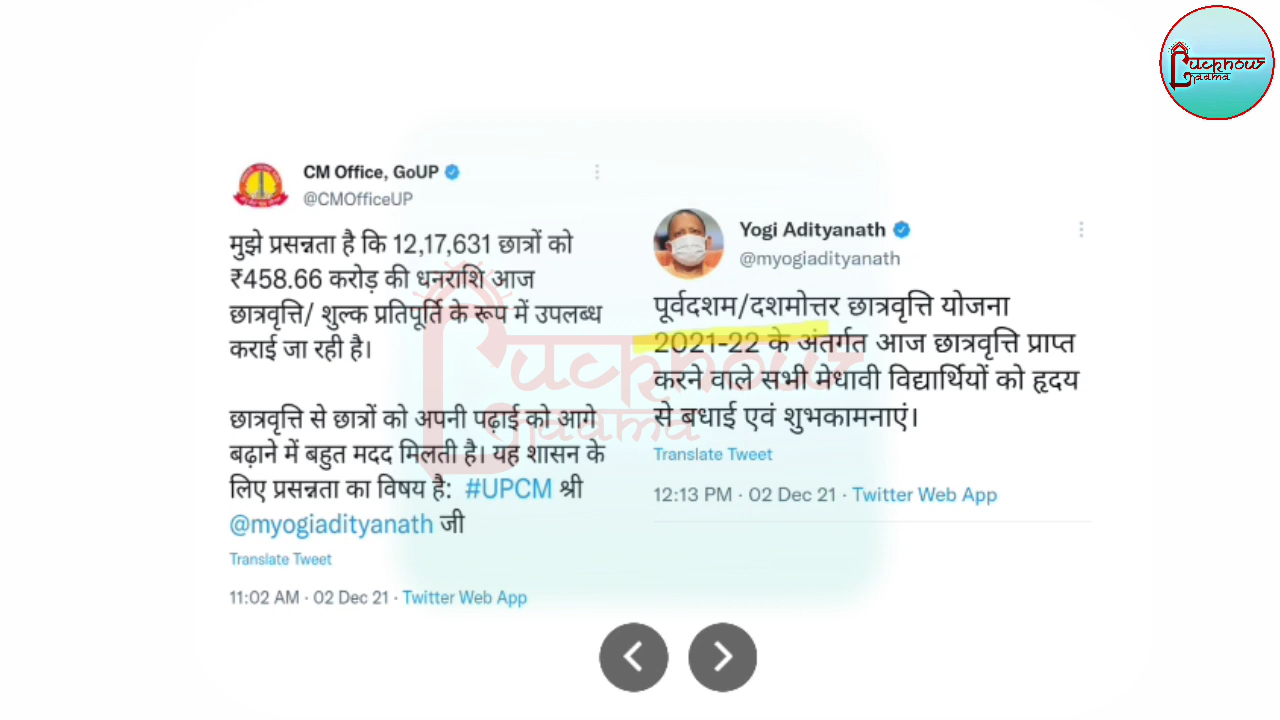 Lucknow
Naama
CM Office, GoUP
@CMOfficeUP
मुझे प्रसन्नता है कि 12,17,631 छात्रों को
₹458.66 करोड़ की धनराशि आज
छात्रवृत्ति/ शुल्क प्रतिपूर्ति के रूप में उपलब्ध
कराई जा रही है।
छात्रवृत्ति से छात्रों को अपनी पढ़ाई को आगे
बढ़ाने में बहुत मदद मिलती है। यह शासन के
लिए प्रसन्नता का विषय है: #UPCM श्री
@myogiadityanath जी
Translate Tweet
11:02 AM · 02 Dec 21 · Twitter Web App
Yogi Adityanath
@myogiadityanath
पूर्वदशम/दशमोत्तर छात्रवृत्ति योजना
2021-22 के अंतर्गत आज छात्रवृत्ति प्राप्त
करने वाले सभी मेधावी विद्यार्थियों को हृदय
से बधाई एवं शुभकामनाएं।
Translate Tweet
12:13 PM · 02 Dec 21 · Twitter Web App
Lucknow
Naama